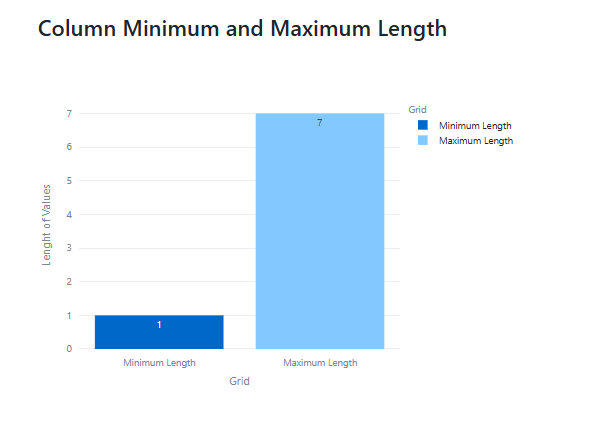 Column Minimum and Maximum Length
Grid
Minimum Length
Maximum Length
7
6
5
4
3
2
1
0
Lenght of Values
7
1
Minimum Length
Maximum Length
Grid